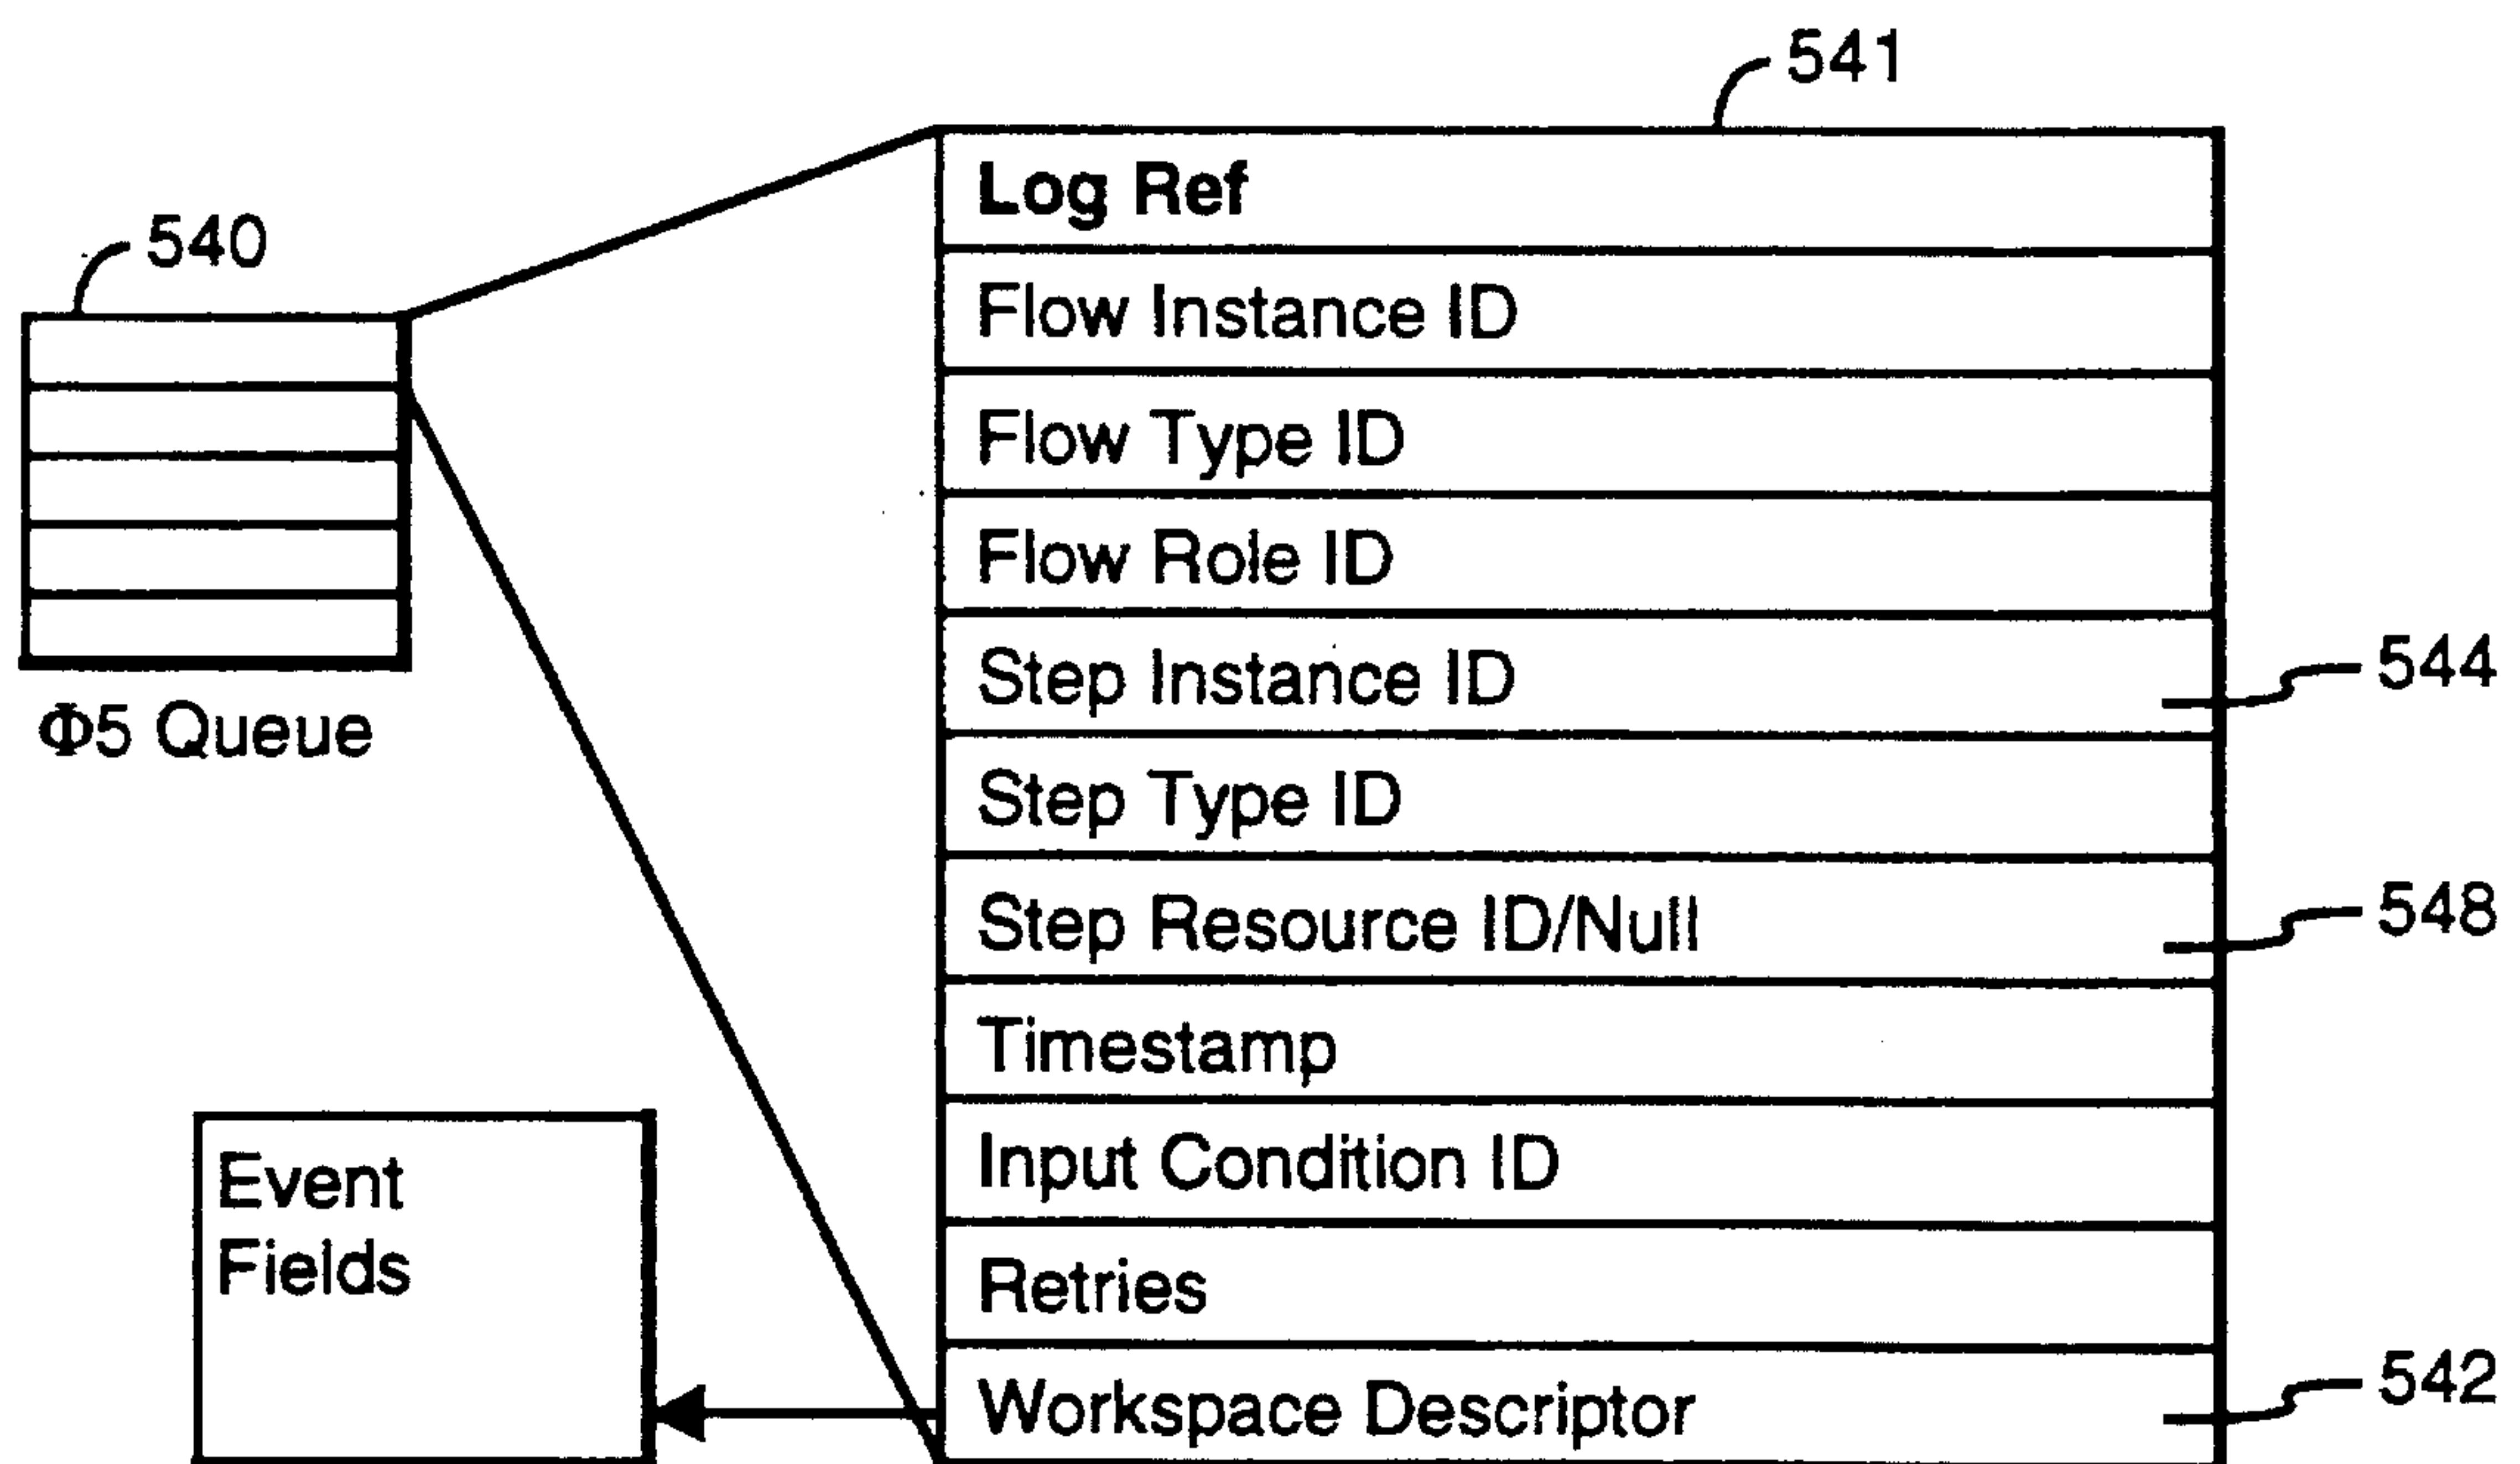 541
Log Ref
540
Flow Instance ID
Flow Type ID
Flow Role ID
Step Instance ID
544
Φ5 Queue
Step Type ID
Step Resource ID/Null
548
Timestamp
Event
Fields
Input Condition ID
Retries
Workspace Descriptor
542